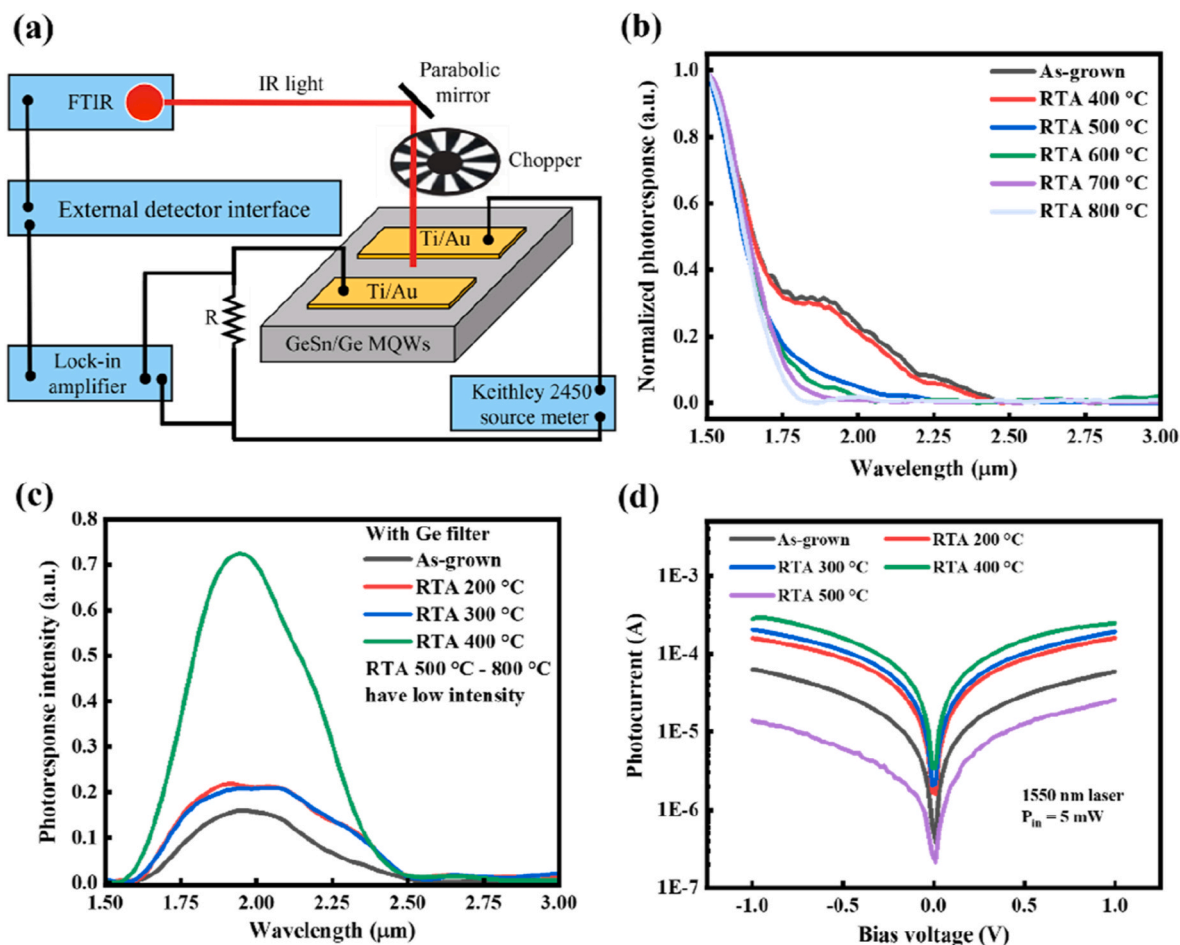 (a)
FTIR
IR light
Parabolic
mirror
Chopper
External detector interface
Ti/Au
Ti/Au
R
GeSn/Ge MQWs
Lock-in
amplifier
Keithley 2450
source meter
(b)
Normalized photoresponse (a.u.)
1.0
0.8
0.6
0.4
0.2
0.0
As-grown
RTA 400 °C
RTA 500 °C
RTA 600 °C
RTA 700 °C
RTA 800 °C
1.50 1.75 2.00 2.25 2.50 2.75 3.00
Wavelength (μm)
(c)
Photoresponse intensity (a.u.)
0.8
0.7
0.6
0.5
0.4
0.3
0.2
0.1
0.0
With Ge filter
As-grown
RTA 200 °C
RTA 300 °C
RTA 400 °C
RTA 500 °C - 800 °C
have low intensity
1.50 1.75 2.00 2.25 2.50 2.75 3.00
Wavelength (μm)
(d)
Photocurrent (A)
1E-3
1E-4
1E-5
1E-6
1E-7
As-grown RTA 200 °C
RTA 300 °C RTA 400 °C
RTA 500 °C
1550 nm laser
Pin = 5 mW
-1.0 -0.5 0.0 0.5 1.0
Bias voltage (V)